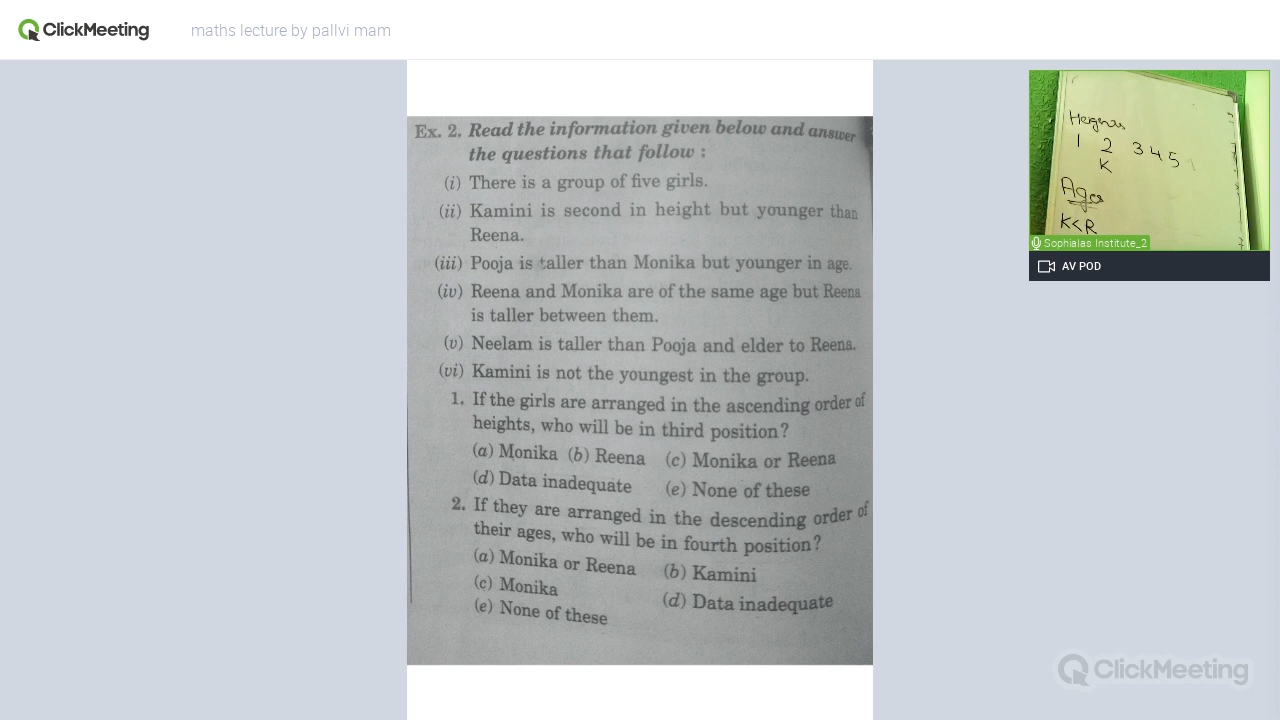 ClickMeeting
maths lecture by pallvi mam
Ex. 2. Read the information given below and answer
the questions that follow :
(i) There is a group of five girls.
(ii) Kamini is second in height but younger than
Reena.
(iii) Pooja is taller than Monika but younger in age.
(iv) Reena and Monika are of the same age but Reena
is taller between them.
(v) Neelam is taller than Pooja and elder to Reena.
(vi) Kamini is not the youngest in the group.
1. If the girls are arranged in the ascending order of
heights, who will be in third position?
(a) Monika (b) Reena (c) Monika or Reena
(d) Data inadequate (e) None of these
2. If they are arranged in the descending order of
their ages, who will be in fourth position?
(a) Monika or Reena (b) Kamini
(c) Monika
(d) Data inadequate
(e) None of these
1 2 3 4 5
K
Ages
K<R
Sophialas Institute_2
AV POD
ClickMeeting